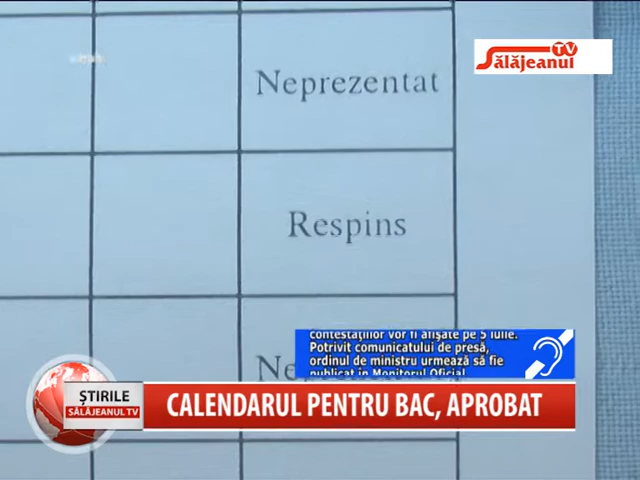 TV
Sălăjeanul
Neprezentat
Respins
contestațiilor vor fi afișate pe 5 iulie.
Potrivit comunicatului de presă,
ordinul de ministru urmează să fie
publicat în Monitorul Oficial.
ȘTIRILE
SĂLĂJEANUL TV
CALENDARUL PENTRU BAC, APROBAT